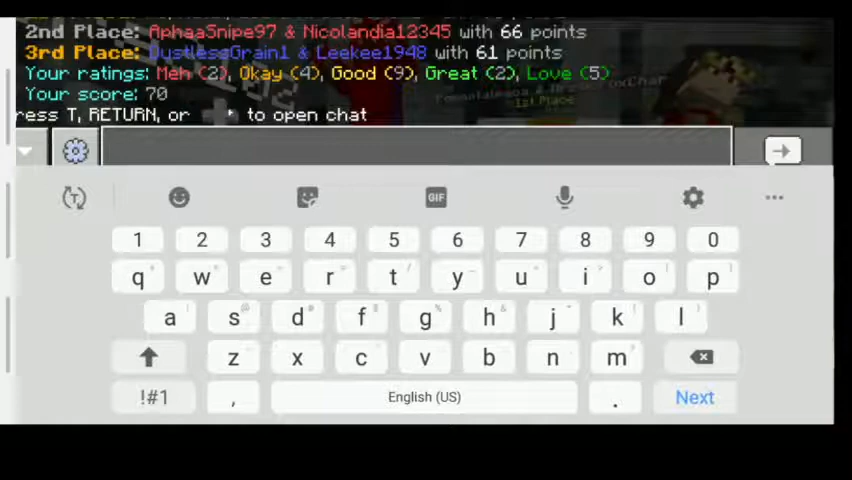 2nd Place: AphaaSnipe97 & Nicolandia12345 with 66 points
3rd Place: DustlessGrain1 & Leekee1948 with 61 points
Your ratings: Meh (2), Okay (4), Good (9), Great (2), Love (5)
Your score: 70
1st Place
ress T, RETURN, or to open chat
GIF
1 2 3 4 5 6 7 8 9 0
q w e r t y u i o p
a s d f g h j k l
z x c v b n m
!#1 , English (US) . Next